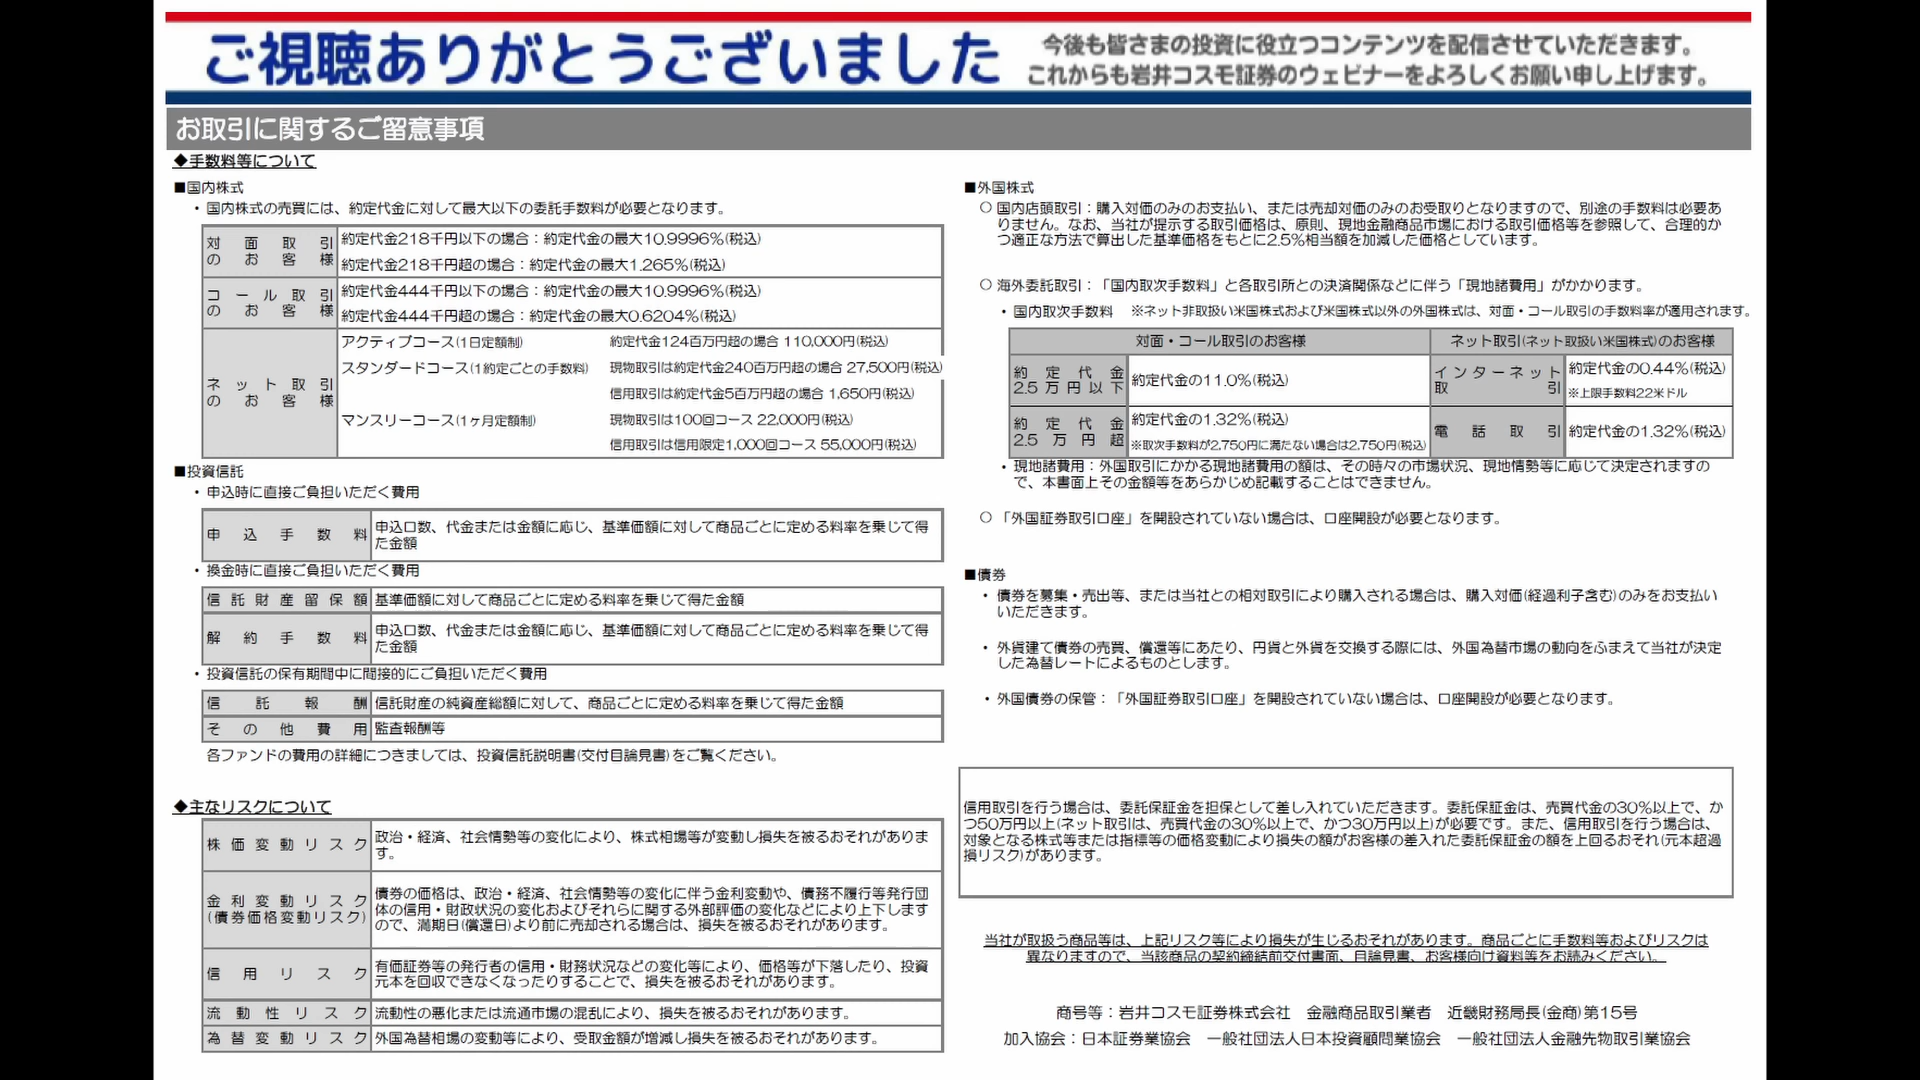 ご視聴ありがとうございました
今後も皆さまの投資に役立つコンテンツを配信させていただきます。
これからも岩井コスモ証券のウェビナーをよろしくお願い申し上げます。
お取引に関するご留意事項
◆手数料等について
■国内株式
・国内株式の売買には、約定代金に対して最大以下の委託手数料が必要となります。
対面取引
のお客様
約定代金218千円以下の場合：約定代金の最大10.9996%(税込)
約定代金218千円超の場合：約定代金の最大1.265%(税込)
コール取引
のお客様
約定代金444千円以下の場合：約定代金の最大10.9996%(税込)
約定代金444千円超の場合：約定代金の最大0.6204%(税込)
ネット取引
のお客様
アクティブコース(1日定額制) 約定代金124百万円超の場合 110,000円(税込)
スタンダードコース(1約定ごとの手数料) 現物取引は約定代金240百万円超の場合 27,500円(税込)
信用取引は約定代金5百万円超の場合 1,650円(税込)
マンスリーコース(1ヶ月定額制) 現物取引は100回コース 22,000円(税込)
信用取引は信用限定1,000回コース 55,000円(税込)
■投資信託
・申込時に直接ご負担いただく費用
申込手数料
申込口数、代金または金額に応じ、基準価額に対して商品ごとに定める料率を乗じて得
た金額
・換金時に直接ご負担いただく費用
信託財産留保額 基準価額に対して商品ごとに定める料率を乗じて得た金額
解約手数料
申込口数、代金または金額に応じ、基準価額に対して商品ごとに定める料率を乗じて得
た金額
・投資信託の保有期間中に間接的にご負担いただく費用
信託報酬 信託財産の純資産総額に対して、商品ごとに定める料率を乗じて得た金額
その他費用 監査報酬等
各ファンドの費用の詳細につきましては、投資信託説明書(交付目論見書)をご覧ください。
◆主なリスクについて
株価変動リスク
政治・経済、社会情勢等の変化により、株式相場等が変動し損失を被るおそれがありま
す。
金利変動リスク
(債券価格変動リスク)
債券の価格は、政治・経済、社会情勢等の変化に伴う金利変動や、債務不履行等発行団
体の信用・財政状況の変化およびそれらに関する外部評価の変化などにより上下します
ので、満期日(償還日)より前に売却される場合は、損失を被るおそれがあります。
信用リスク
有価証券等の発行者の信用・財務状況などの変化等により、価格等が下落したり、投資
元本を回収できなくなったりすることで、損失を被るおそれがあります。
流動性リスク 流動性の悪化または流通市場の混乱により、損失を被るおそれがあります。
為替変動リスク 外国為替相場の変動等により、受取金額が増減し損失を被るおそれがあります。
■外国株式
○国内店頭取引：購入対価のみのお支払い、または売却対価のみのお受取りとなりますので、別途の手数料は必要あ
りません。なお、当社が提示する取引価格は、原則、現地金融商品市場における取引価格等を参照して、合理的か
つ適正な方法で算出した基準価格をもとに2.5%相当額を加減した価格としています。
○海外委託取引：「国内取次手数料」と各取引所との決済関係などに伴う「現地諸費用」がかかります。
・国内取次手数料 ※ネット非取扱い米国株式および米国株式以外の外国株式は、対面・コール取引の手数料率が適用されます。
対面・コール取引のお客様 ネット取引(ネット取扱い米国株式)のお客様
約定代金
2.5万円以下
約定代金の11.0%(税込)
インターネット
取引
約定代金の0.44%(税込)
※上限手数料22米ドル
約定代金
2.5万円超
約定代金の1.32%(税込)
※取次手数料が2,750円に満たない場合は2,750円(税込)
電話取引 約定代金の1.32%(税込)
・現地諸費用：外国取引にかかる現地諸費用の額は、その時々の市場状況、現地情勢等に応じて決定されますの
で、本書面上その金額等をあらかじめ記載することはできません。
○「外国証券取引口座」を開設されていない場合は、口座開設が必要となります。
■債券
・債券を募集・売出等、または当社との相対取引により購入される場合は、購入対価(経過利子含む)のみをお支払い
いただきます。
・外貨建て債券の売買、償還等にあたり、円貨と外貨を交換する際には、外国為替市場の動向をふまえて当社が決定
した為替レートによるものとします。
・外国債券の保管：「外国証券取引口座」を開設されていない場合は、口座開設が必要となります。
信用取引を行う場合は、委託保証金を担保として差し入れていただきます。委託保証金は、売買代金の30%以上で、か
つ50万円以上(ネット取引は、売買代金の30%以上で、かつ30万円以上)が必要です。また、信用取引を行う場合は、
対象となる株式等または指標等の価格変動により損失の額がお客様の差入れた委託保証金の額を上回るおそれ(元本超過
損リスク)があります。
当社が取扱う商品等は、上記リスク等により損失が生じるおそれがあります。商品ごとに手数料等およびリスクは
異なりますので、当該商品の契約締結前交付書面、目論見書、お客様向け資料等をお読みください。
商号等：岩井コスモ証券株式会社 金融商品取引業者 近畿財務局長(金商)第15号
加入協会：日本証券業協会 一般社団法人日本投資顧問業協会 一般社団法人金融先物取引業協会